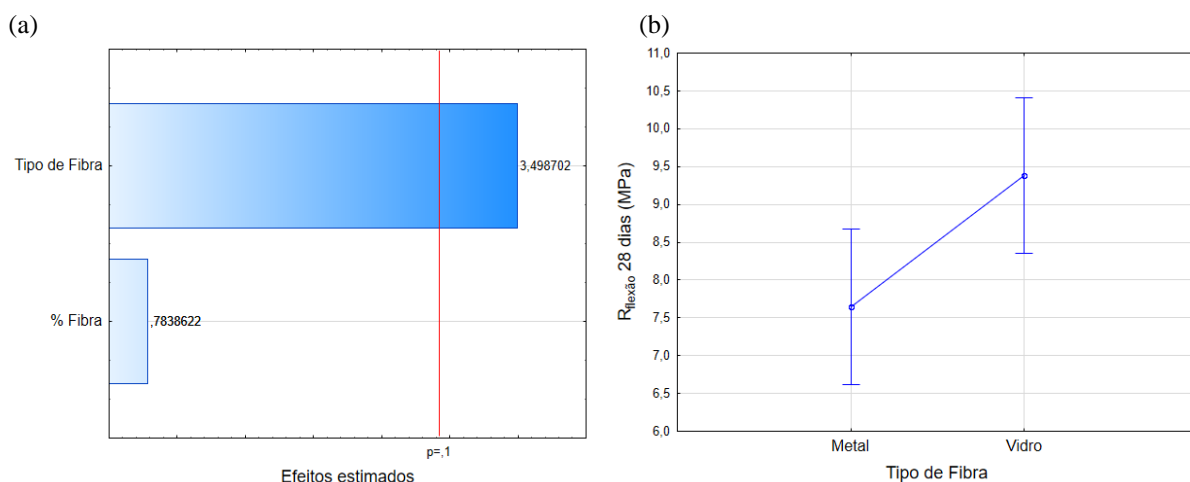 (a)
Tipo de Fibra
3,498702
% Fibra
,7838622
p=,1
Efeitos estimados
(b)
R flexão 28 dias (MPa)
11,0
10,5
10,0
9,5
9,0
8,5
8,0
7,5
7,0
6,5
6,0
Metal
Vidro
Tipo de Fibra